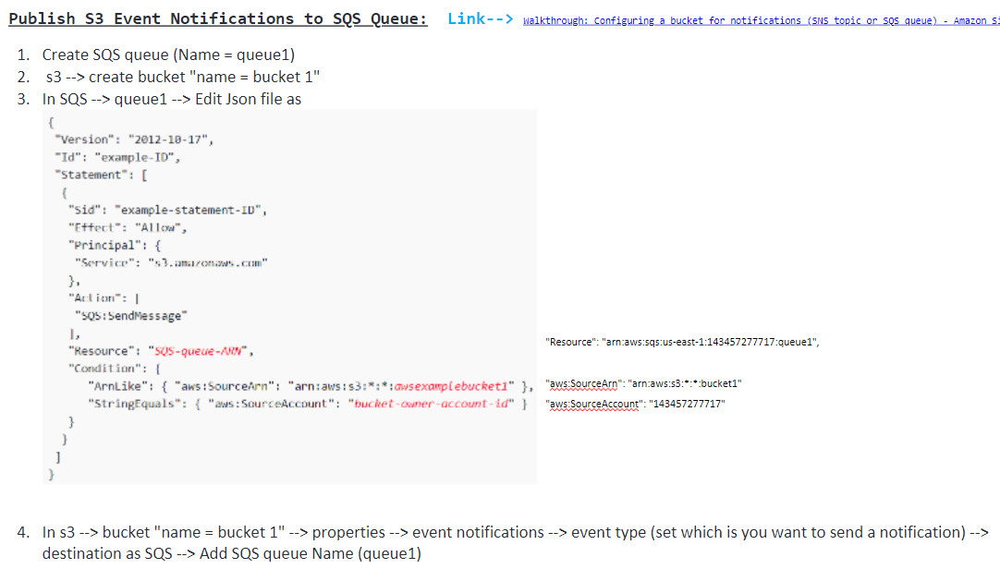 Publish S3 Event Notifications to SQS Queue: Link--> Walkthrough: Configuring a bucket for notifications (SNS topic or SQS queue) - Amazon
1. Create SQS queue (Name = queue1)
2. s3 --> create bucket "name = bucket 1"
3. In SQS --> queue1 --> Edit Json file as
{
"Version": "2012-10-17",
"Id": "example-ID",
"Statement": [
{
"Sid": "example-statement-ID",
"Effect": "Allow",
"Principal": {
"Service": "s3.amazonaws.com"
},
"Action": [
"SQS:SendMessage"
],
"Resource": "SQS-queue-ARN", "Resource": "arn:aws:sqs:us-east-1:143457277717:queue1",
"Condition": {
"ArnLike": { "aws:SourceArn": "arn:aws:s3:*:*:awsexamplebucket1" }, "aws:SourceArn": "arn:aws:s3:*:*:bucket1"
"StringEquals": { "aws:SourceAccount": "bucket-owner-account-id" } "aws:SourceAccount": "143457277717"
}
}
]
}
4. In s3 --> bucket "name = bucket 1" --> properties --> event notifications --> event type (set which is you want to send a notification) -->
destination as SQS --> Add SQS queue Name (queue1)